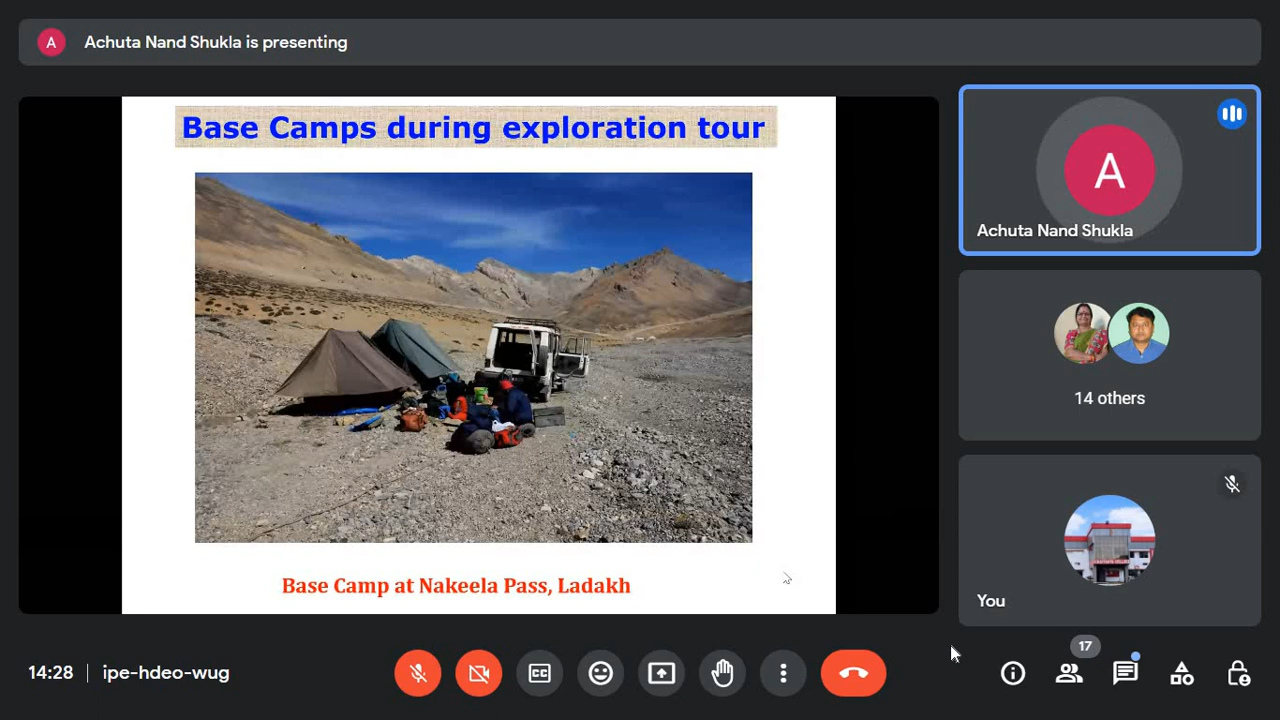 A
Achuta Nand Shukla is presenting
Base Camps during exploration tour
Base Camp at Nakeela Pass, Ladakh
A
Achuta Nand Shukla
14 others
You
14:28 | ipe-hdeo-wug
CC
17